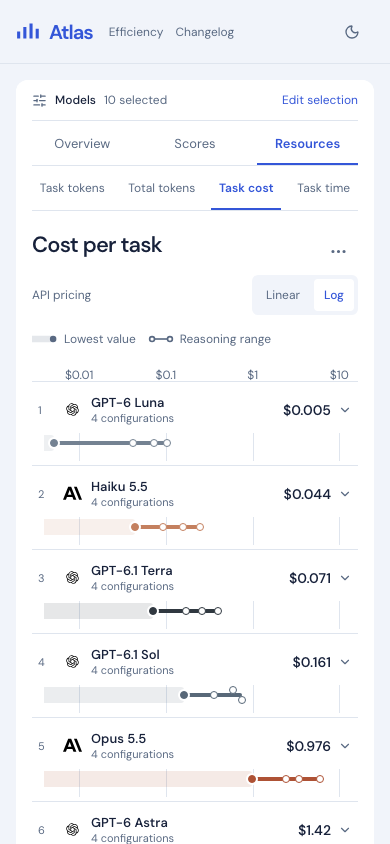 Atlas Efficiency Changelog
Models 10 selected Edit selection
Overview Scores Resources
Task tokens Total tokens Task cost Task time
Cost per task ...
API pricing Linear Log
Lowest value Reasoning range
$0.01 $0.1 $1 $10
1 GPT-6 Luna $0.005
4 configurations
2 Haiku 5.5 $0.044
4 configurations
3 GPT-6.1 Terra $0.071
4 configurations
4 GPT-6.1 Sol $0.161
4 configurations
5 Opus 5.5 $0.976
4 configurations
6 GPT-6 Astra $1.42
4 configurations